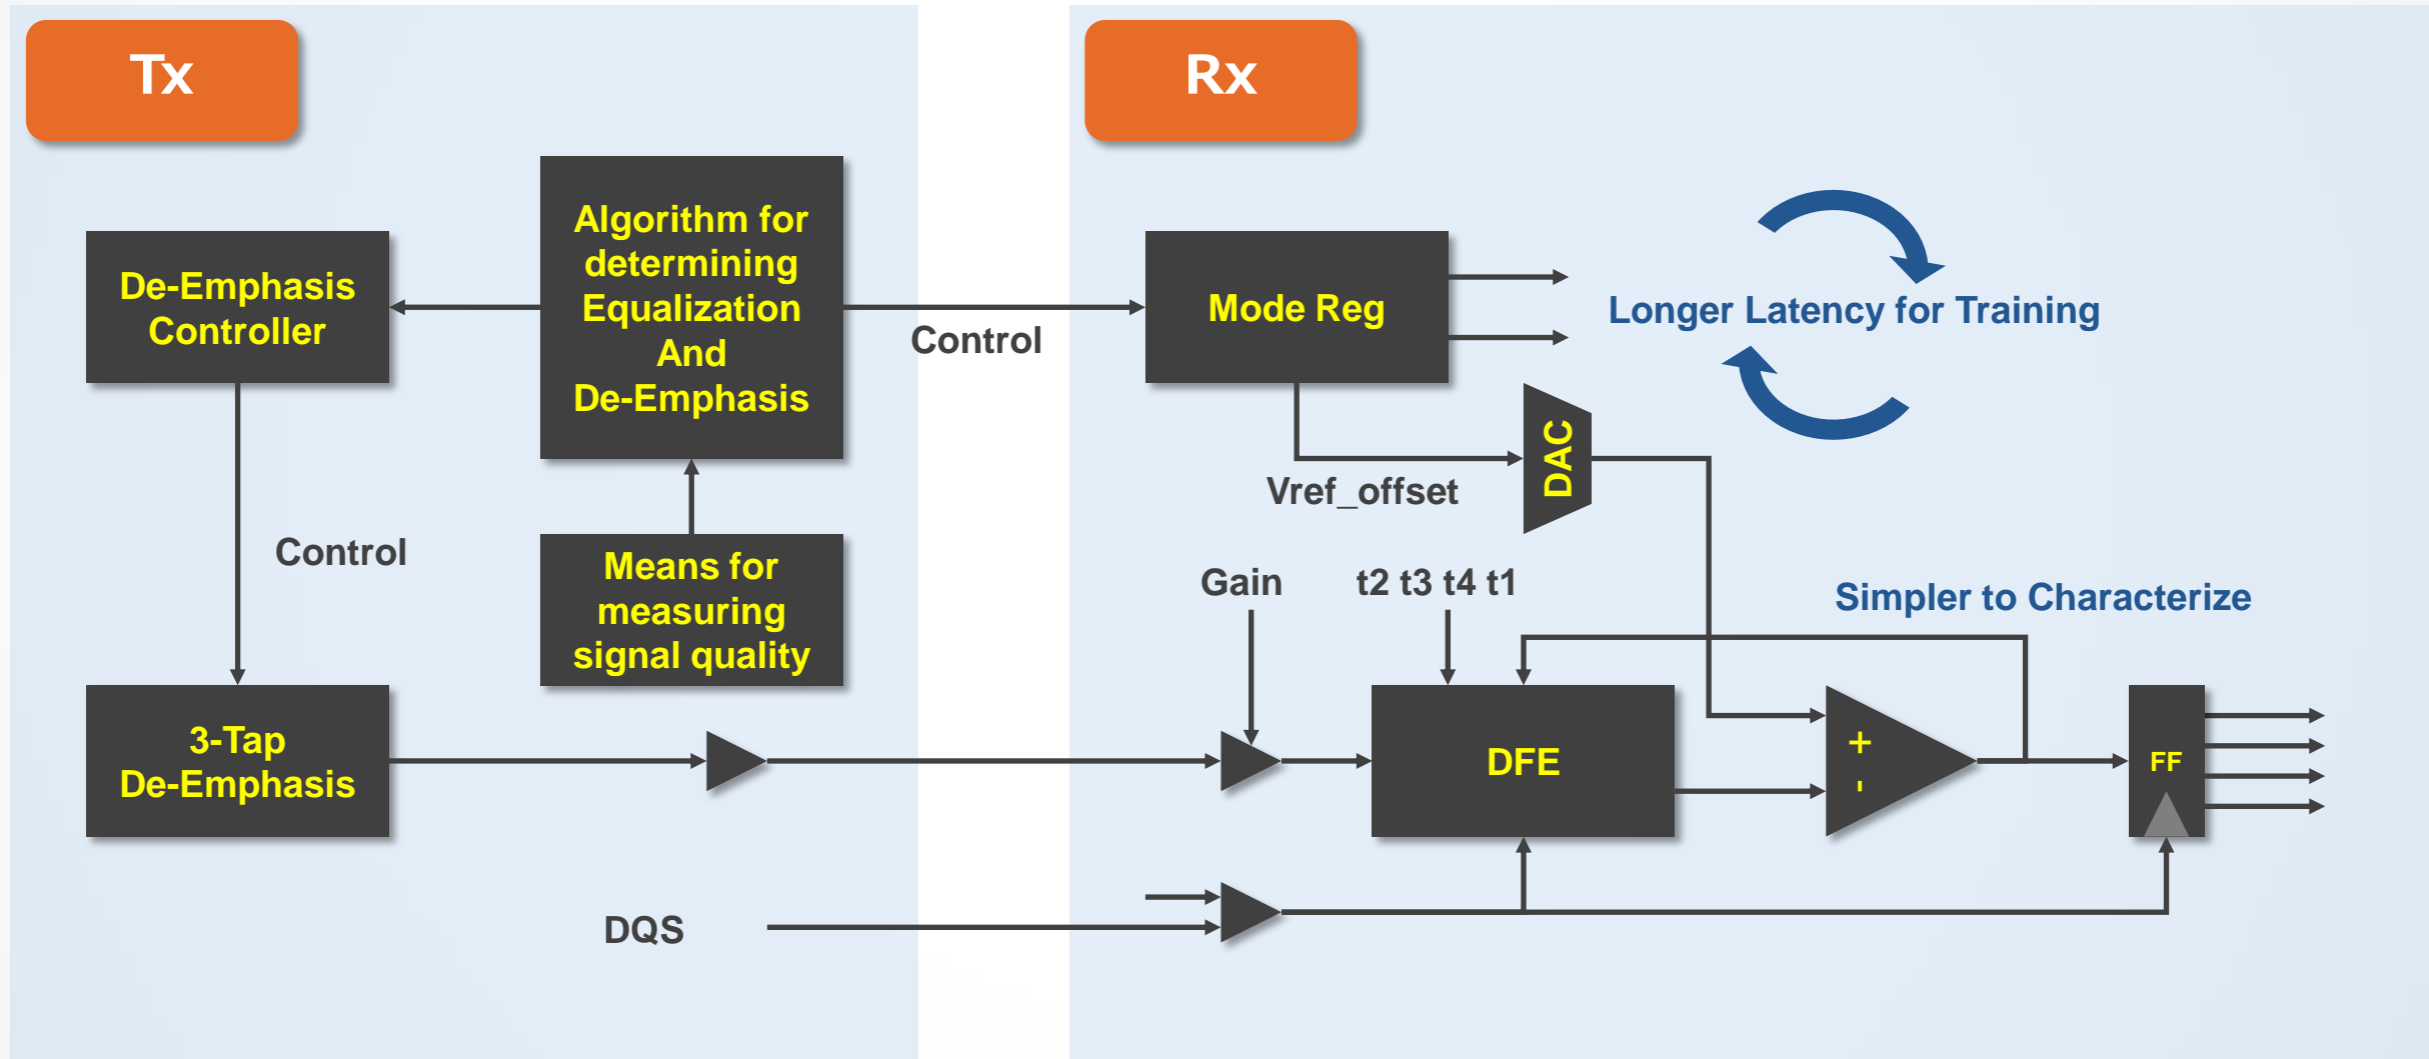 Tx
Rx
Algorithm for
determining
Equalization
And
De-Emphasis
De-Emphasis
Controller
Control
Mode Reg
Longer Latency for Training
DAC
Vref_offset
Control
Means for
measuring
signal quality
Gain
t2 t3 t4 t1
Simpler to Characterize
3-Tap
De-Emphasis
DFE
+
-
FF
DQS